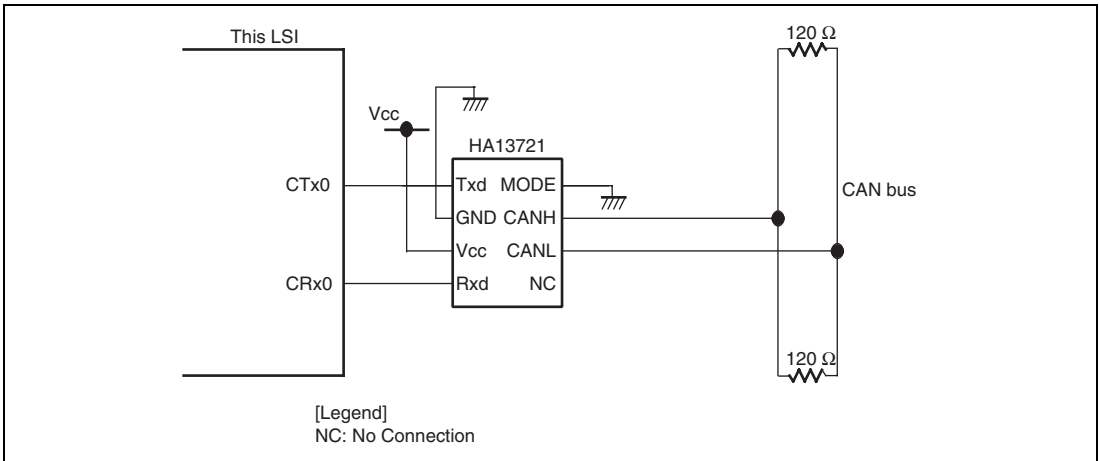 This LSI
120 Ω
Vcc
HA13721
CTx0
Txd MODE
CAN bus
GND CANH
Vcc CANL
CRx0
Rxd NC
120 Ω
[Legend]
NC: No Connection